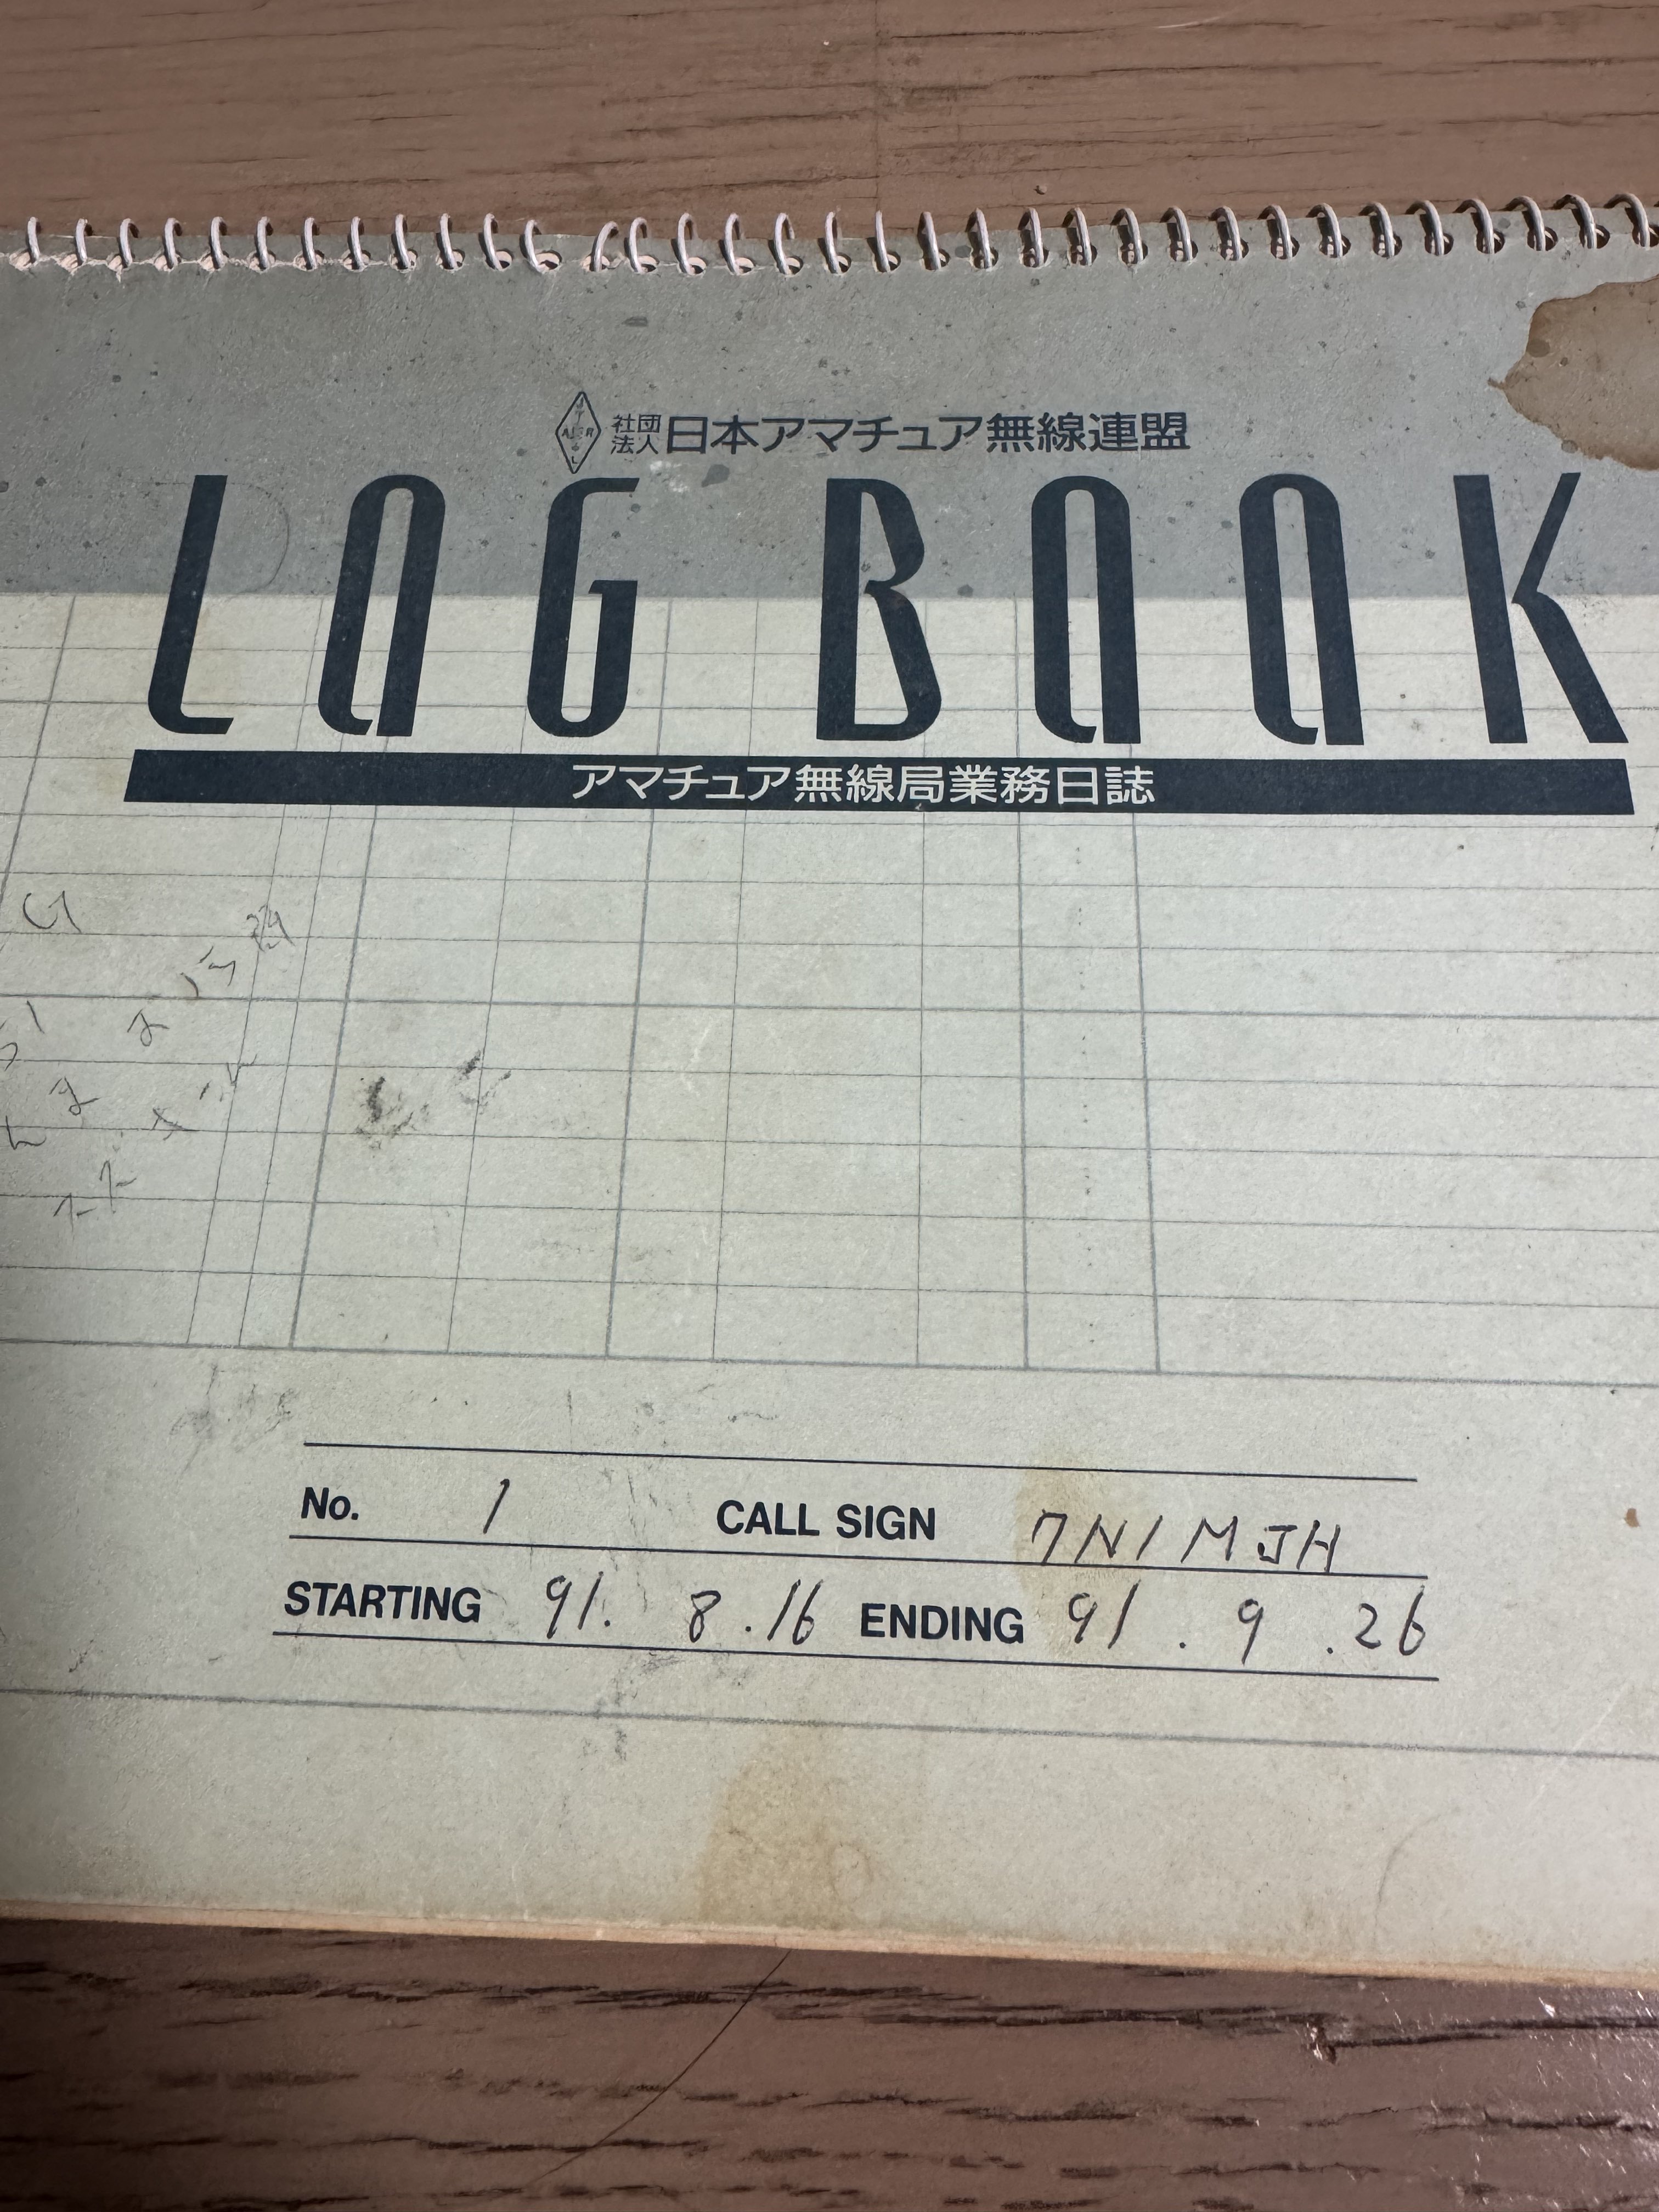 社団法人 日本アマチュア無線連盟
LOG BOOK
アマチュア無線局業務日誌
No. 1 CALL SIGN 7N1MJH
STARTING 91. 8.16 ENDING 91.9.26